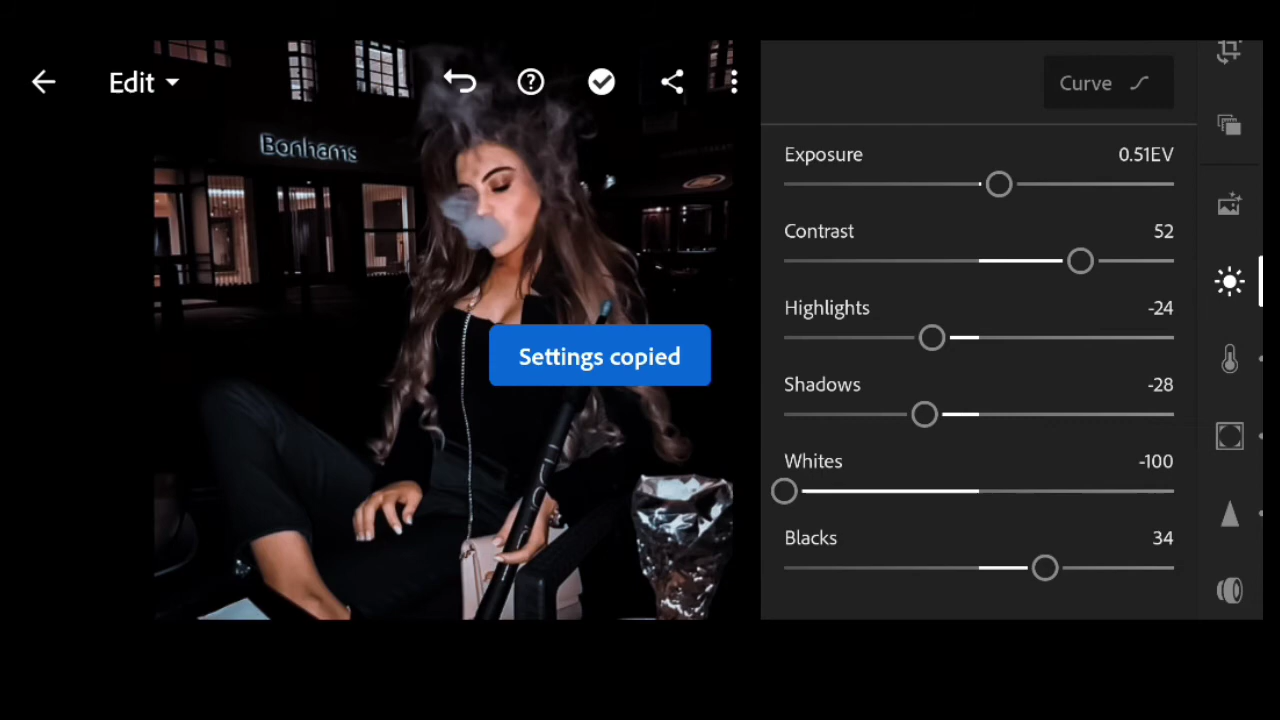 Edit
Curve
Exposure 0.51EV
Contrast 52
Highlights -24
Shadows -28
Whites -100
Blacks 34
Bonhams
Settings copied